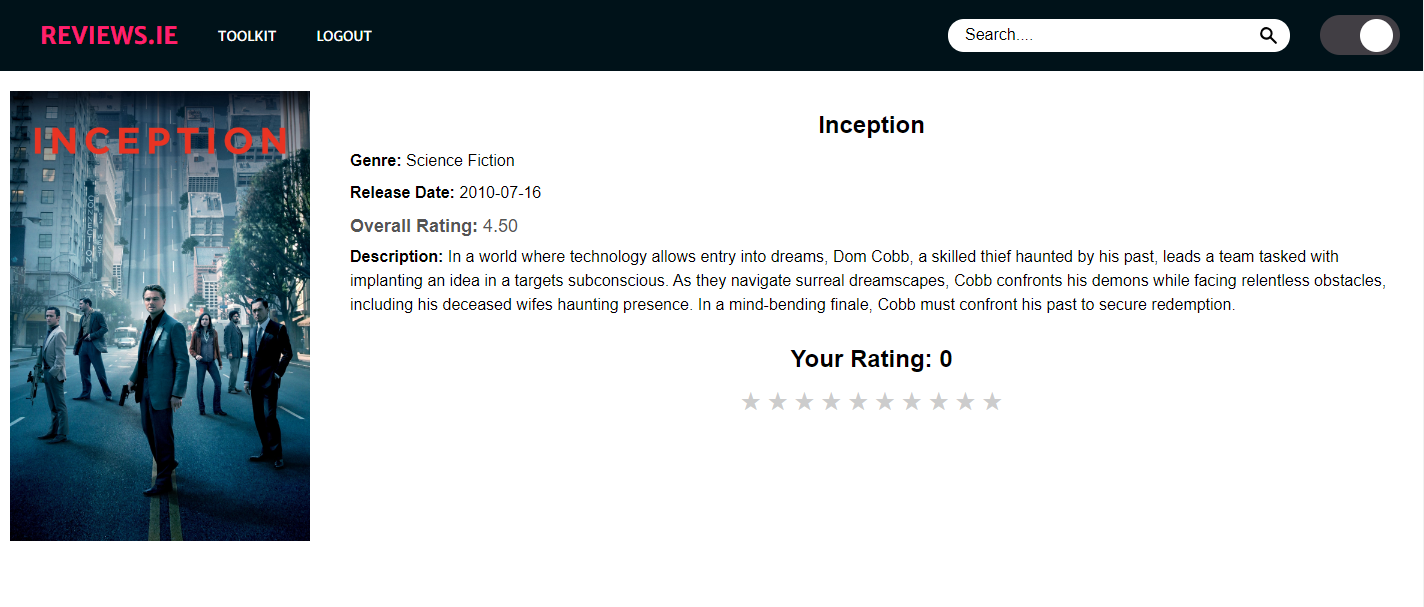 REVIEWS.IE TOOLKIT LOGOUT Search....
INCEPTION
Inception
Genre: Science Fiction
Release Date: 2010-07-16
Overall Rating: 4.50
Description: In a world where technology allows entry into dreams, Dom Cobb, a skilled thief haunted by his past, leads a team tasked with
implanting an idea in a targets subconscious. As they navigate surreal dreamscapes, Cobb confronts his demons while facing relentless obstacles,
including his deceased wifes haunting presence. In a mind-bending finale, Cobb must confront his past to secure redemption.
Your Rating: 0